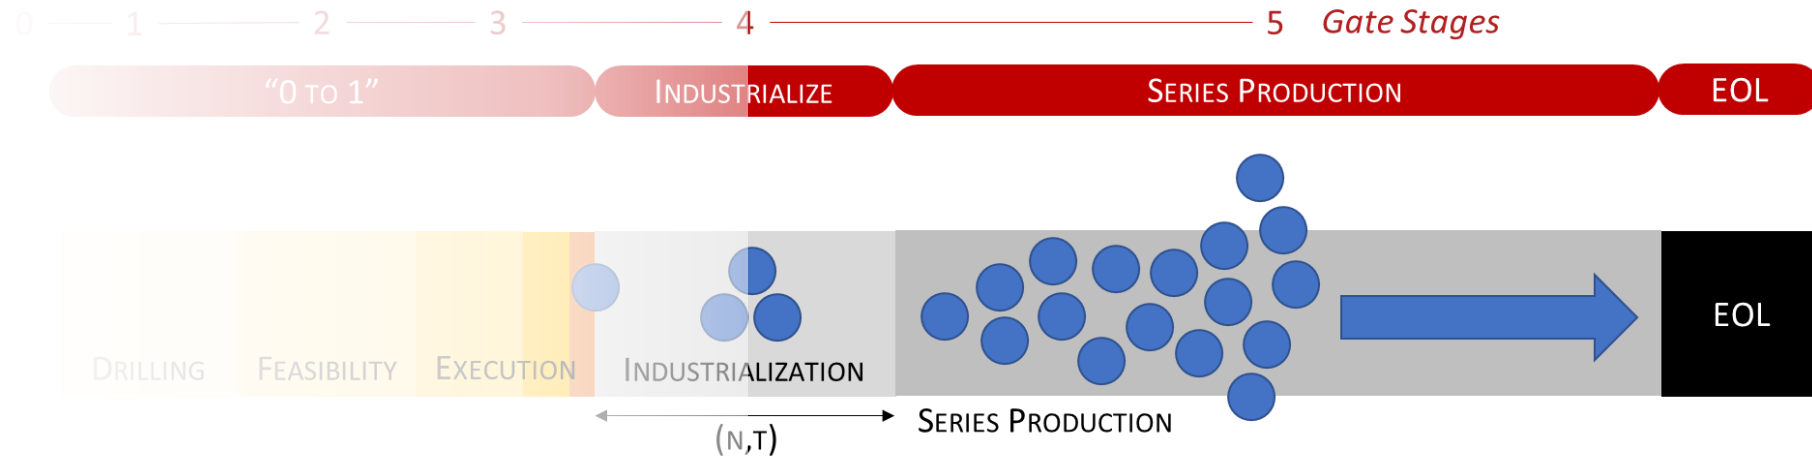 0 1 2 3 4 5 Gate Stages
“0 TO 1” INDUSTRIALIZE SERIES PRODUCTION EOL
EOL
DRILLING FEASIBILITY EXECUTION INDUSTRIALIZATION
SERIES PRODUCTION
(N,T)